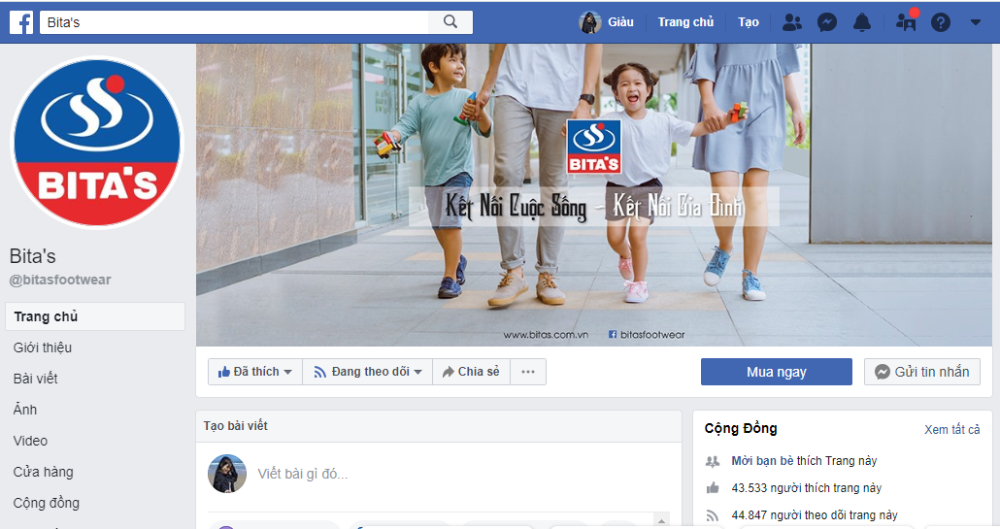 Bita's
Giàu
Trang chủ
Tạo
BITA'S
BITA'S
Kết Nối Cuộc Sống – Kết Nối Gia Đình
www.bitas.com.vn
bitasfootwear
Bita's
@bitasfootwear
Trang chủ
Giới thiệu
Bài viết
Ảnh
Video
Cửa hàng
Cộng đồng
Đã thích
Đang theo dõi
Chia sẻ
Mua ngay
Gửi tin nhắn
Tạo bài viết
Viết bài gì đó...
Cộng Đồng
Xem tất cả
Mời bạn bè thích Trang này
43.533 người thích trang này
44.847 người theo dõi trang này